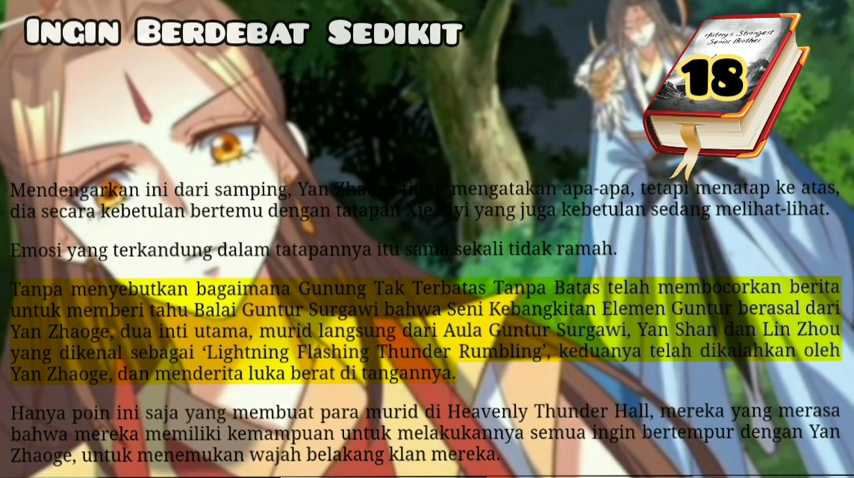 Ingin Berdebat Sedikit
History's Strongest
Senior Brother
18
Mendengarkan ini dari samping, Yan Zhaoge tidak mengatakan apa-apa, tetapi menatap ke atas,
dia secara kebetulan bertemu dengan tatapan Xie yang juga kebetulan sedang melihat-lihat.
Emosi yang terkandung dalam tatapannya itu sama sekali tidak ramah.
Tanpa menyebutkan bagaimana Gunung Tak Terbatas Tanpa Batas telah membocorkan berita
untuk memberi tahu Balai Guntur Surgawi bahwa Seni Kebangkitan Elemen Guntur berasal dari
Yan Zhaoge, dua inti utama, murid langsung dari Aula Guntur Surgawi, Yan Shan dan Lin Zhou
yang dikenal sebagai ‘Lightning Flashing Thunder Rumbling’, keduanya telah dikalahkan oleh
Yan Zhaoge, dan menderita luka berat di tangannya.
Hanya poin ini saja yang membuat para murid di Heavenly Thunder Hall, mereka yang merasa
bahwa mereka memiliki kemampuan untuk melakukannya semua ingin bertempur dengan Yan
Zhaoge, untuk menemukan wajah belakang klan mereka.